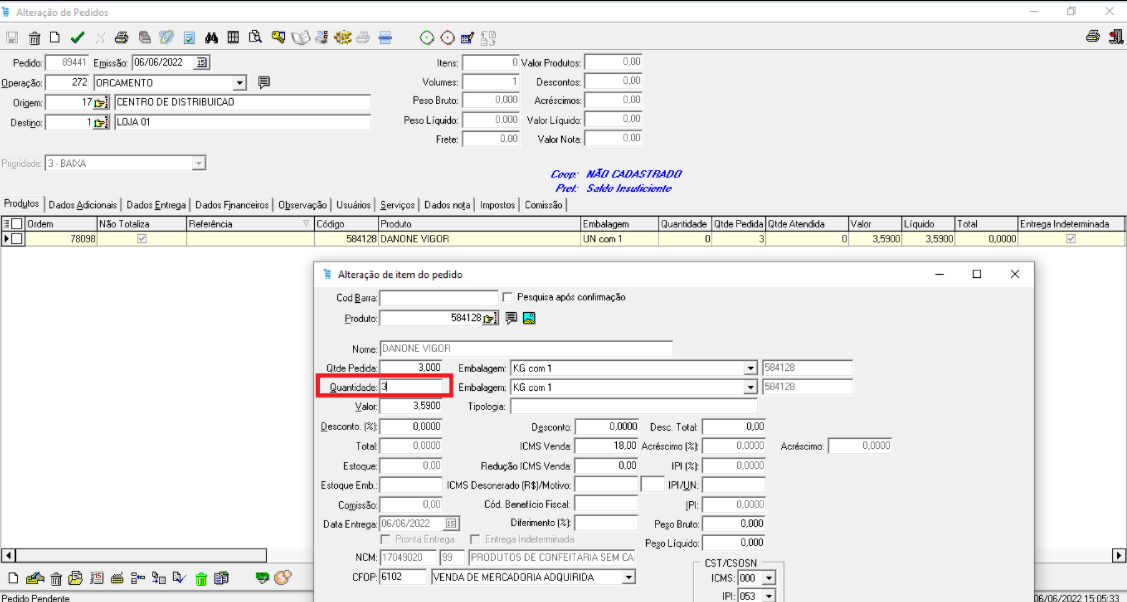 Alteração de Pedidos
Pedido: 89441 Emissão: 06/06/2022 15 Itens: 0 Valor Produtos: 0,00
Operação: 272 ORCAMENTO Volumes: 1 Descontos: 0,00
Origem: 17 CENTRO DE DISTRIBUICAO Peso Bruto: 0,000 Acréscimos: 0,00
Destino: 1 LOJA 01 Peso Líquido: 0,000 Valor Líquido: 0,00
Frete: 0,00 Valor Nota: 0,00
Prioridade: 3 - BAIXA
Coop: NÃO CADASTRADO
Pref: Saldo Insuficiente
Produtos Dados Adicionais Dados Entrega Dados Financeiros Observação Usuários Serviços Dados nota Impostos Comissão
Ordem Não Totaliza Referência Código Produto Embalagem Quantidade Qtde Pedida Qtde Atendida Valor Líquido Total Entrega Indeterminada
78098 584128 DANONE VIGOR UN com 1 0 3 0 3,5900 3,5900 0,0000
Alteração de item do pedido
Cod Barra: Pesquisa após confirmação
Produto: 584128
Nome: DANONE VIGOR
Qtde Pedida: 3,000 Embalagem: KG com 1 584128
Quantidade: 3 Embalagem: KG com 1 584128
Valor: 3,5900 Tipologia:
Desconto. (%): 0,0000 Desconto: 0,0000 Desc. Total: 0,00
Total: 0,0000 ICMS Venda: 18,00 Acréscimo (%): 0,0000 Acréscimo: 0,0000
Estoque: 0,00 Redução ICMS Venda: 0,00 IPI (%): 0,0000
Estoque Emb.: ICMS Desonerado (R$)/Motivo: IPI/UN:
Comissão: 0,00 Cód. Benefício Fiscal: IPI: 0,0000
Data Entrega: 06/06/2022 15 Diferimento (%): Peso Bruto: 0,000
Pronta Entrega Entrega Indeterminada Peso Líquido: 0,000
NCM: 17049020 99 PRODUTOS DE CONFEITARIA SEM CA
CFOP: 6102 VENDA DE MERCADORIA ADQUIRIDA
CST/CSOSN
ICMS: 000
IPI: 053
Pedido Pendente 06/06/2022 15:05:33